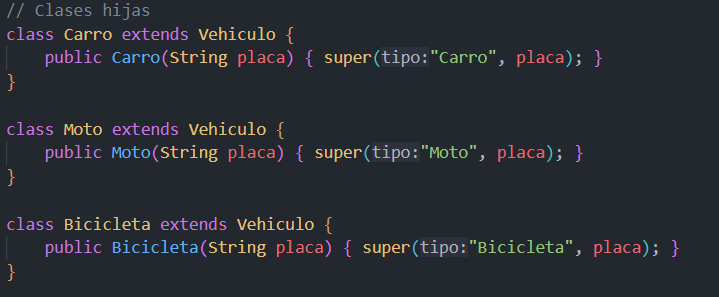 // Clases hijas
class Carro extends Vehiculo {
    public Carro(String placa) { super(tipo:"Carro", placa); }
}

class Moto extends Vehiculo {
    public Moto(String placa) { super(tipo:"Moto", placa); }
}

class Bicicleta extends Vehiculo {
    public Bicicleta(String placa) { super(tipo:"Bicicleta", placa); }
}